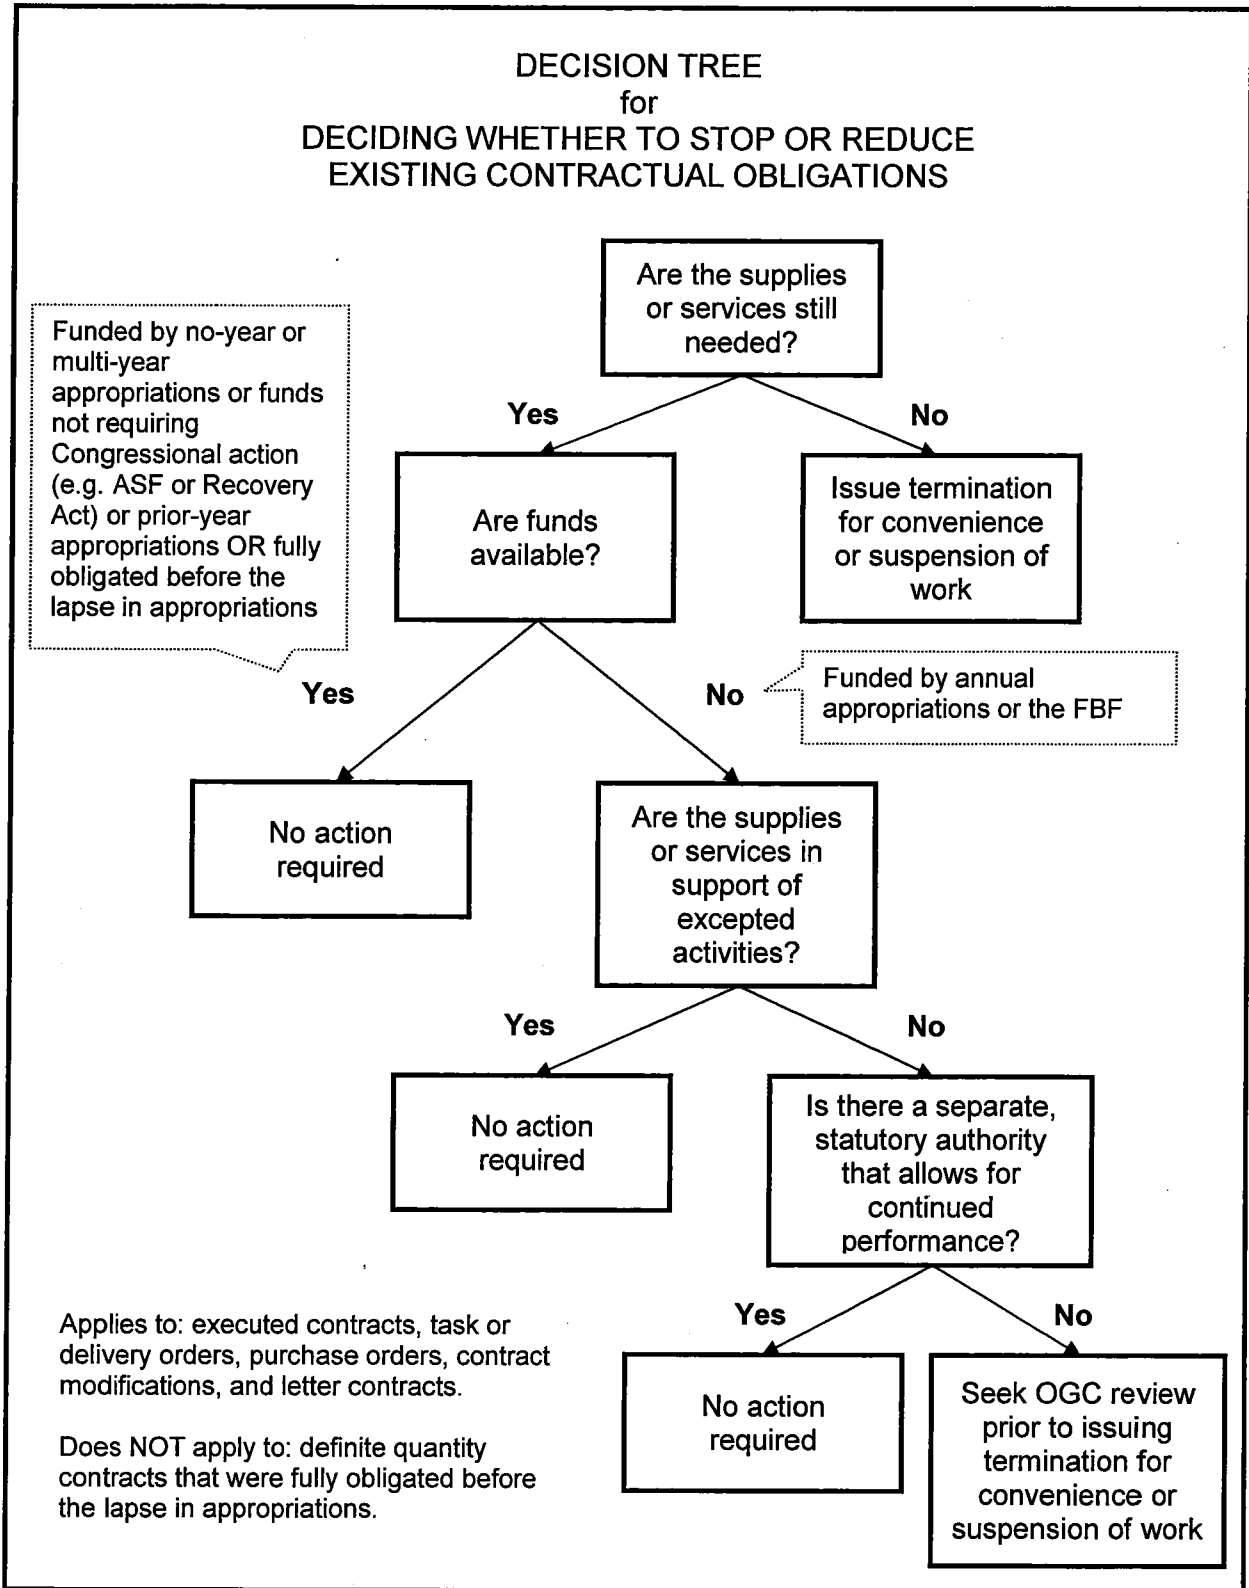 DECISION TREE
for
DECIDING WHETHER TO STOP OR REDUCE
EXISTING CONTRACTUAL OBLIGATIONS
Are the supplies
or services still
needed?
Funded by no-year or
multi-year
appropriations or funds
not requiring
Congressional action
(e.g. ASF or Recovery
Act) or prior-year
appropriations OR fully
obligated before the
lapse in appropriations
Yes
No
Are funds
available?
Issue termination
for convenience
or suspension of
work
Yes
No
Funded by annual
appropriations or the FBF
No action
required
Are the supplies
or services in
support of
excepted
activities?
Yes
No
No action
required
Is there a separate,
statutory authority
that allows for
continued
performance?
Yes
No
Applies to: executed contracts, task or
delivery orders, purchase orders, contract
modifications, and letter contracts.
Does NOT apply to: definite quantity
contracts that were fully obligated before
the lapse in appropriations.
No action
required
Seek OGC review
prior to issuing
termination for
convenience or
suspension of work